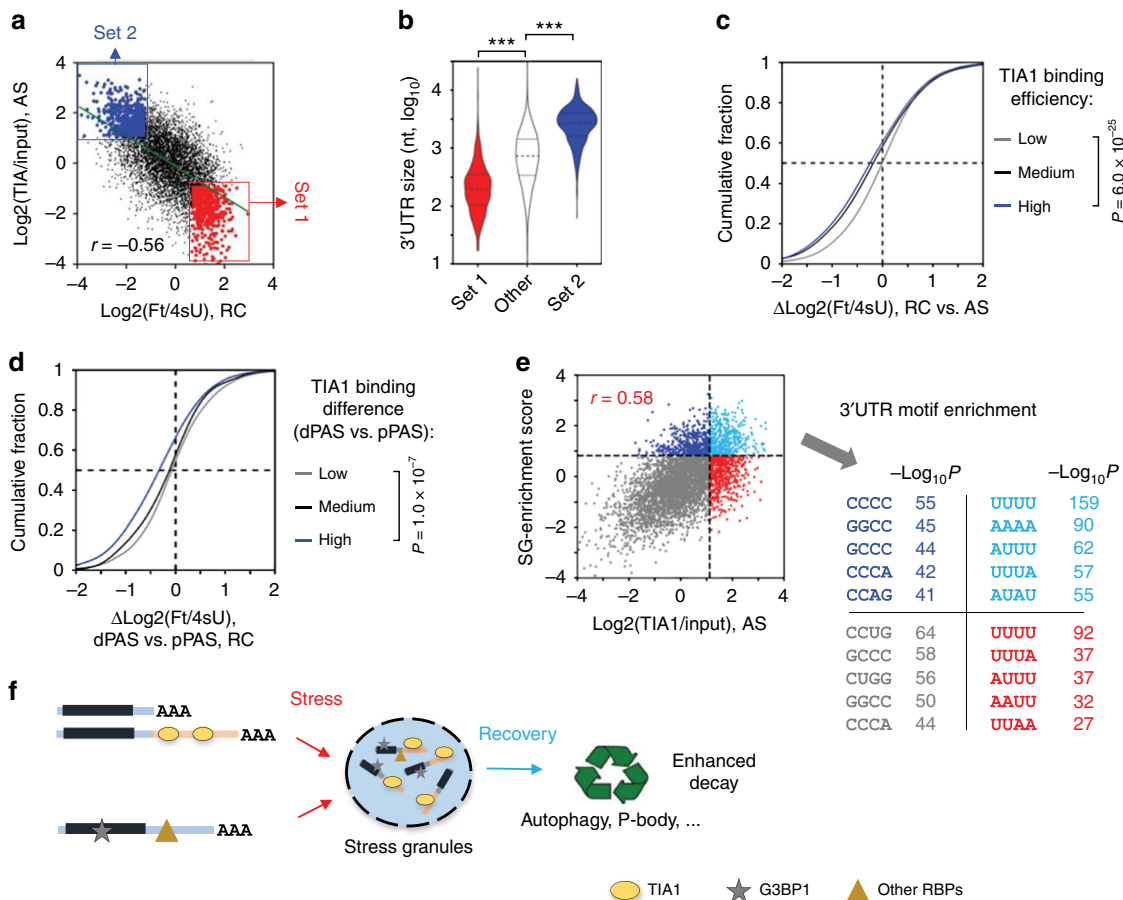 a
Set 2
Log2(TIA/input), AS
4
2
0
−2
−4
r = −0.56
−4 −2 0 2 4
Log2(Ft/4sU), RC
Set 1
b
*** ***
3′UTR size (nt, log10)
5
4
3
2
1
Set 1 Other Set 2
c
Cumulative fraction
1
0.8
0.6
0.4
0.2
0
−2 −1 0 1 2
ΔLog2(Ft/4sU), RC vs. AS
TIA1 binding
efficiency:
Low
Medium
High
P = 6.0 × 10⁻²⁵
d
Cumulative fraction
1
0.8
0.6
0.4
0.2
0
−2 −1 0 1 2
ΔLog2(Ft/4sU),
dPAS vs. pPAS, RC
TIA1 binding
difference
(dPAS vs. pPAS):
Low
Medium
High
P = 1.0 × 10⁻⁷
e
SG-enrichment score
4
2
0
−2
−4
r = 0.58
−4 −2 0 2 4
Log2(TIA1/input), AS
3′UTR motif enrichment
−Log10P −Log10P
CCCC 55 UUUU 159
GGCC 45 AAAA 90
GCCC 44 AUUU 62
CCCA 42 UUUA 57
CCAG 41 AUAU 55
CCUG 64 UUUU 92
GCCC 58 UUUA 37
CUGG 56 AUUU 37
GGCC 50 AAUU 32
CCCA 44 UUAA 27
f
AAA
AAA
AAA
Stress
Stress granules
Recovery
Enhanced
decay
Autophagy, P-body, ...
TIA1 G3BP1 Other RBPs